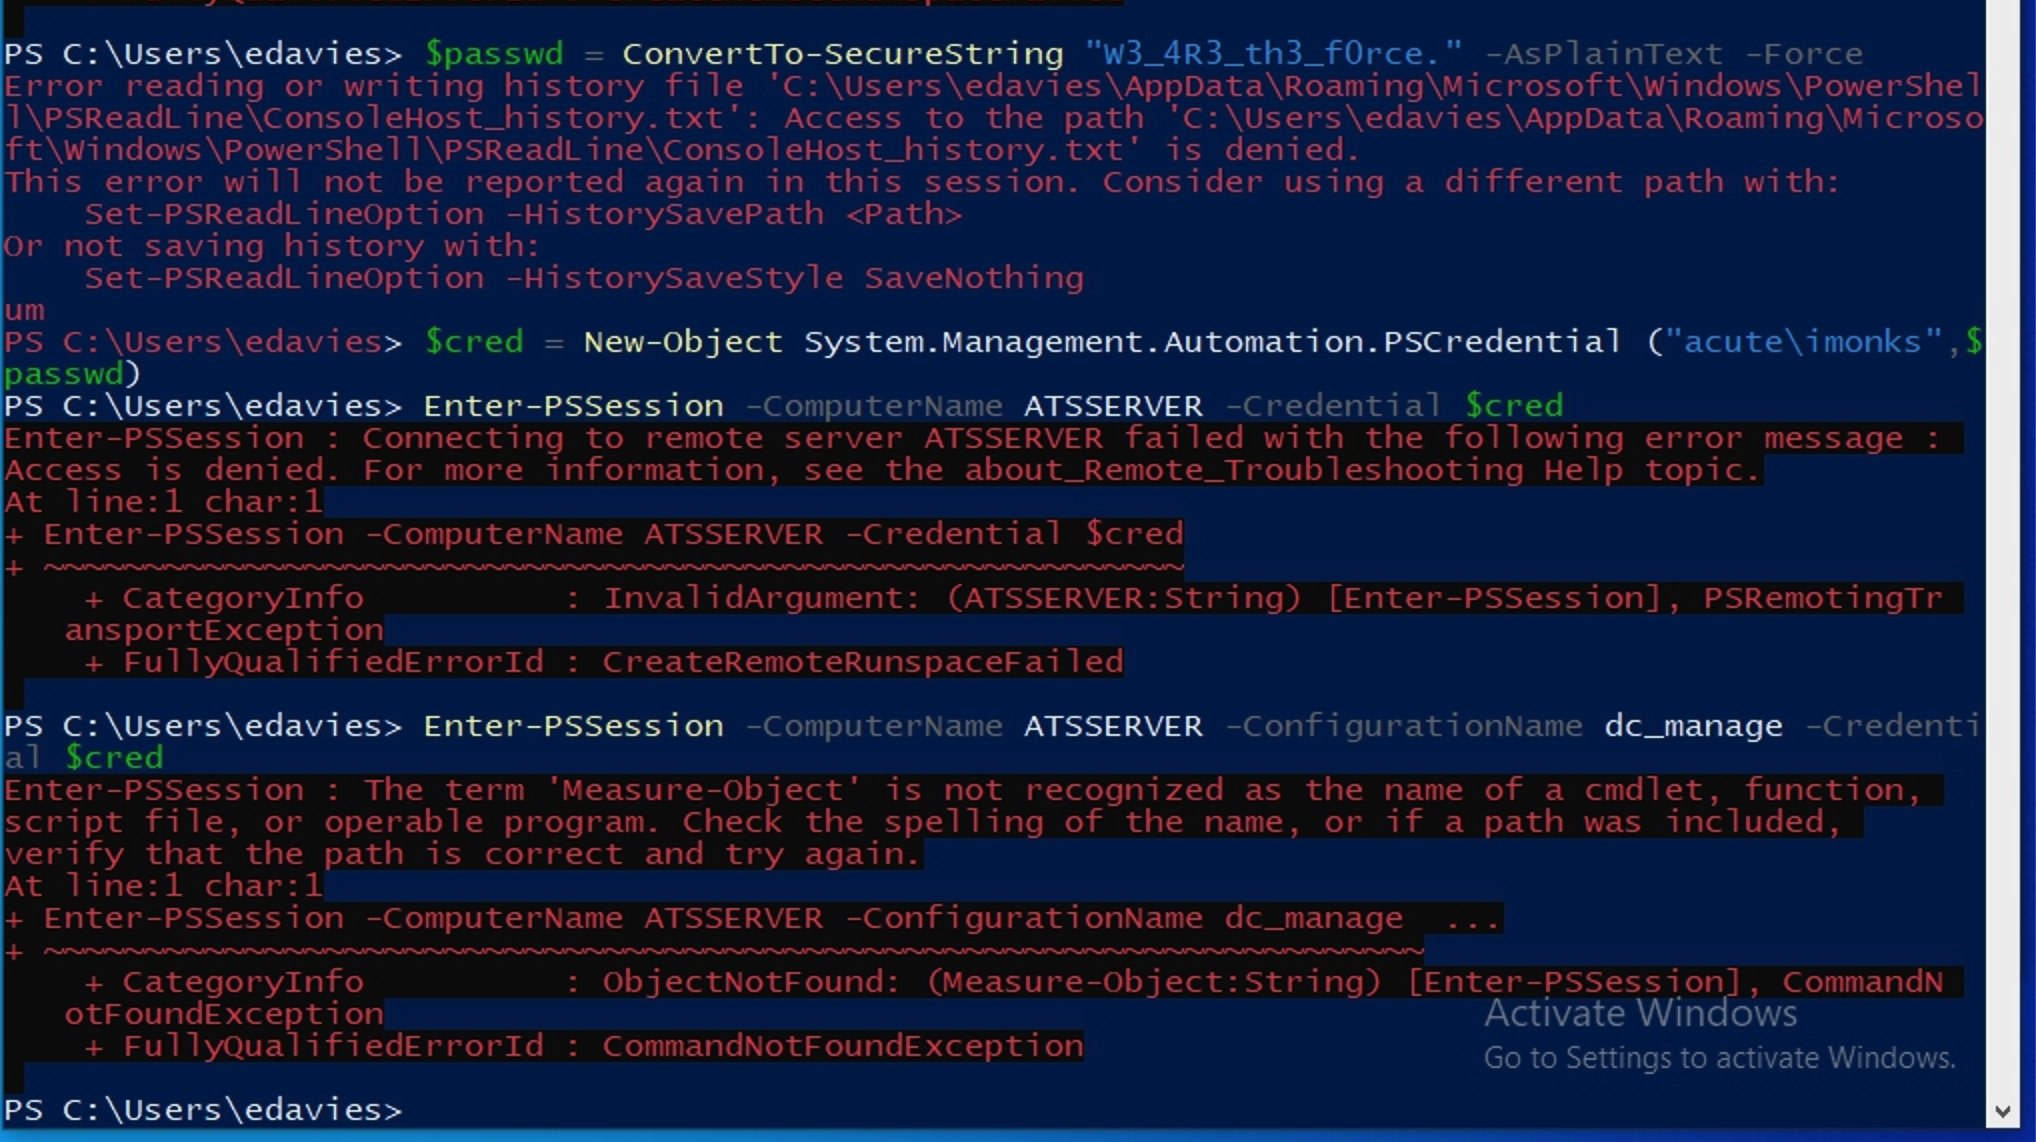 PS C:\Users\edavies> $passwd = ConvertTo-SecureString "W3_4R3_th3_f0rce." -AsPlainText -Force
Error reading or writing history file 'C:\Users\edavies\AppData\Roaming\Microsoft\Windows\PowerShel
l\PSReadLine\ConsoleHost_history.txt': Access to the path 'C:\Users\edavies\AppData\Roaming\Microso
ft\Windows\PowerShell\PSReadLine\ConsoleHost_history.txt' is denied.
This error will not be reported again in this session. Consider using a different path with:
    Set-PSReadLineOption -HistorySavePath <Path>
Or not saving history with:
    Set-PSReadLineOption -HistorySaveStyle SaveNothing
um
PS C:\Users\edavies> $cred = New-Object System.Management.Automation.PSCredential ("acute\imonks",$
passwd)
PS C:\Users\edavies> Enter-PSSession -ComputerName ATSSERVER -Credential $cred
Enter-PSSession : Connecting to remote server ATSSERVER failed with the following error message :
Access is denied. For more information, see the about_Remote_Troubleshooting Help topic.
At line:1 char:1
+ Enter-PSSession -ComputerName ATSSERVER -Credential $cred
+ ~~~~~~~~~~~~~~~~~~~~~~~~~~~~~~~~~~~~~~~~~~~~~~~~~~~~~~~~~
    + CategoryInfo          : InvalidArgument: (ATSSERVER:String) [Enter-PSSession], PSRemotingTr
   ansportException
    + FullyQualifiedErrorId : CreateRemoteRunspaceFailed
PS C:\Users\edavies> Enter-PSSession -ComputerName ATSSERVER -ConfigurationName dc_manage -Credenti
al $cred
Enter-PSSession : The term 'Measure-Object' is not recognized as the name of a cmdlet, function,
script file, or operable program. Check the spelling of the name, or if a path was included,
verify that the path is correct and try again.
At line:1 char:1
+ Enter-PSSession -ComputerName ATSSERVER -ConfigurationName dc_manage  ...
+ ~~~~~~~~~~~~~~~~~~~~~~~~~~~~~~~~~~~~~~~~~~~~~~~~~~~~~~~~~~~~~~~~~~~~~
    + CategoryInfo          : ObjectNotFound: (Measure-Object:String) [Enter-PSSession], CommandN
   otFoundException
    + FullyQualifiedErrorId : CommandNotFoundException
Activate Windows
Go to Settings to activate Windows.
PS C:\Users\edavies>